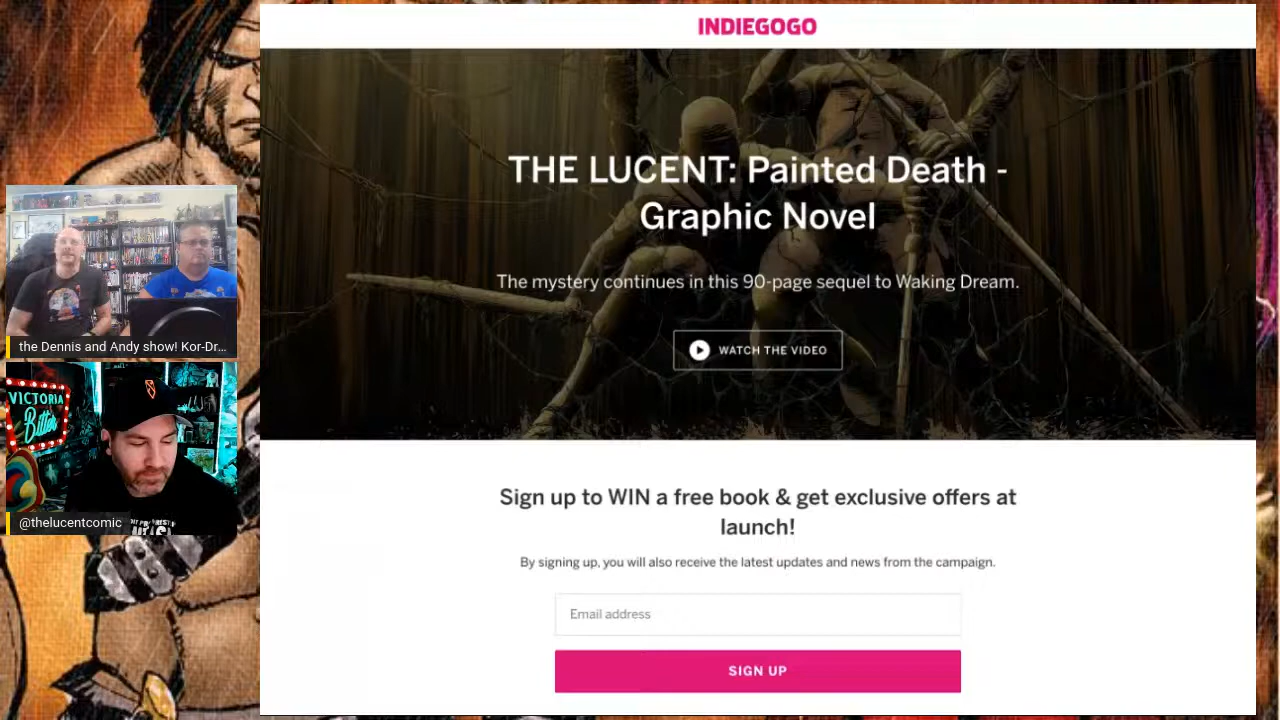 INDIEGOGO
THE LUCENT: Painted Death -
Graphic Novel
The mystery continues in this 90-page sequel to Waking Dream.
WATCH THE VIDEO
the Dennis and Andy show! Kor-Dr...
VICTORIA
Bitter
@thelucentcomic
Sign up to WIN a free book & get exclusive offers at
launch!
By signing up, you will also receive the latest updates and news from the campaign.
Email address
SIGN UP